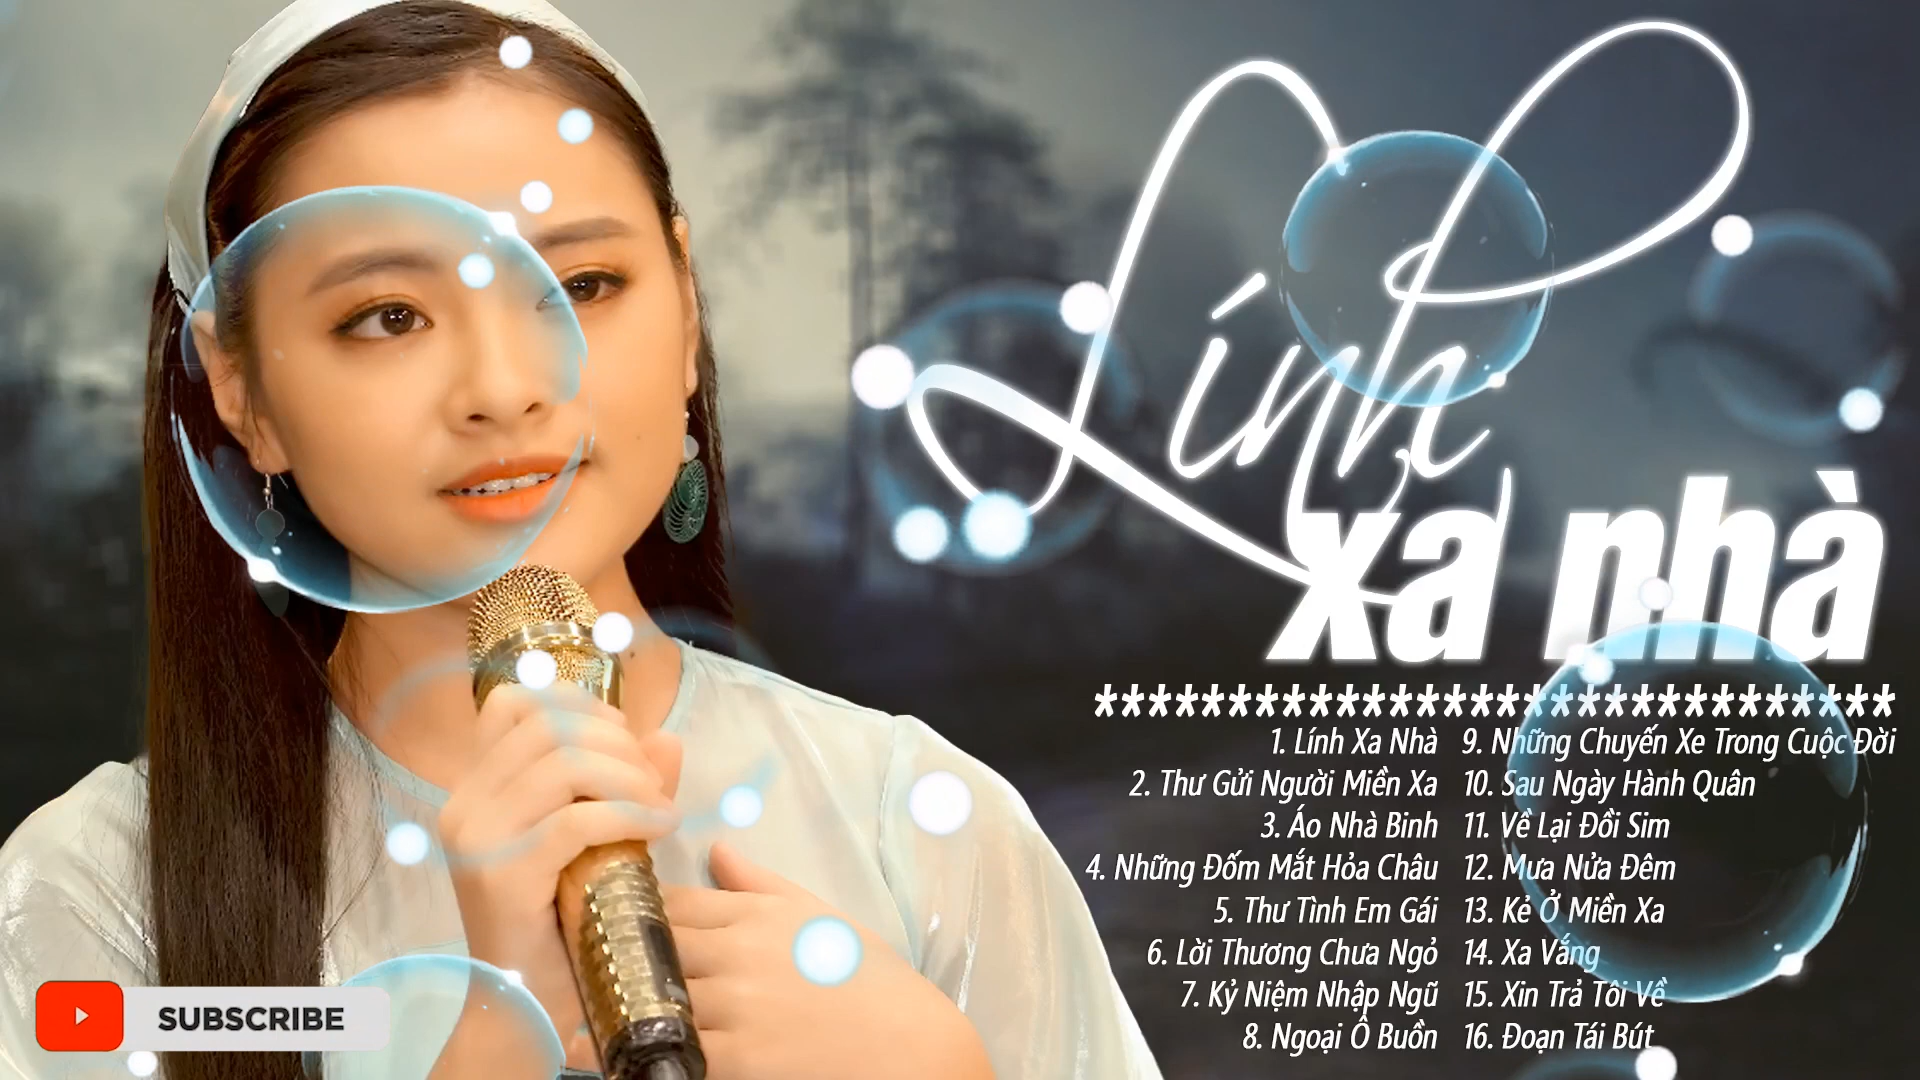 Lính
xa nhà
******************************
1. Lính Xa Nhà
2. Thư Gửi Người Miền Xa
3. Áo Nhà Binh
4. Những Đốm Mắt Hỏa Châu
5. Thư Tình Em Gái
6. Lời Thương Chưa Ngỏ
7. Kỷ Niệm Nhập Ngũ
8. Ngoại Ô Buồn
9. Những Chuyến Xe Trong Cuộc Đời
10. Sau Ngày Hành Quân
11. Về Lại Đồi Sim
12. Mưa Nửa Đêm
13. Kẻ Ở Miền Xa
14. Xa Vắng
15. Xin Trả Tôi Về
16. Đoạn Tái Bút
SUBSCRIBE